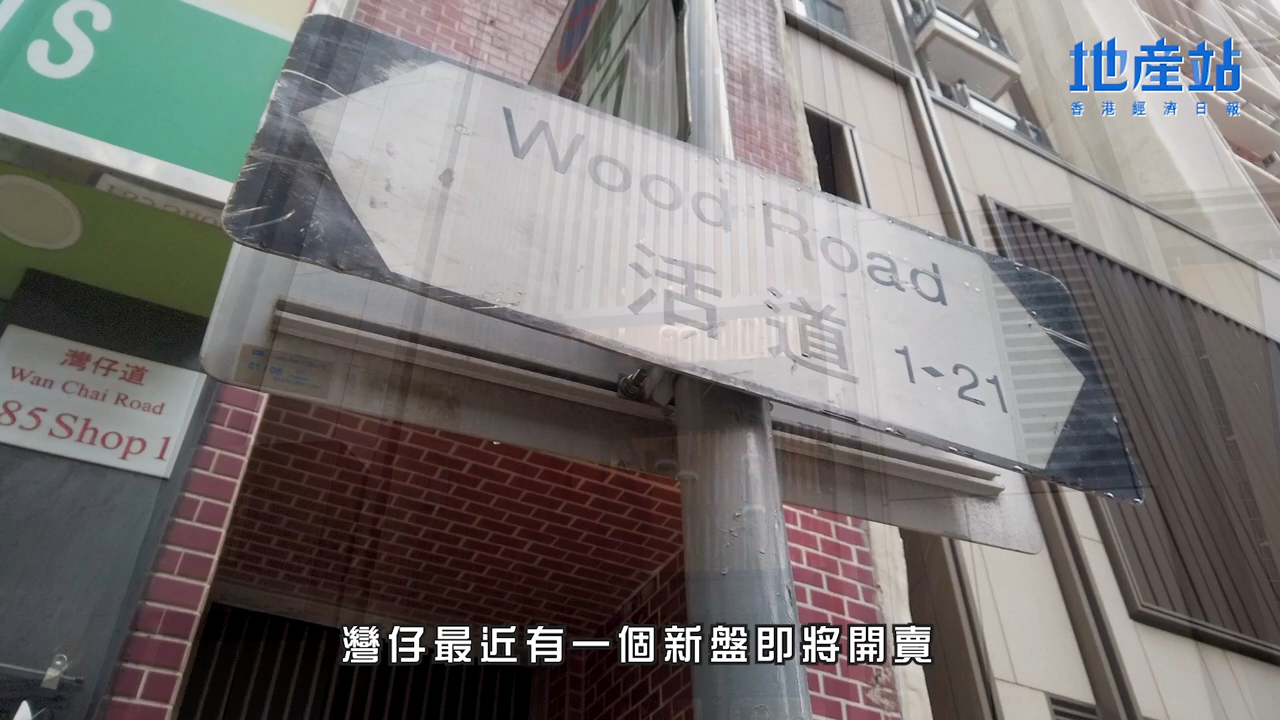 S
地産站
香港經濟日報
Wood Road
活道
1-21
灣仔道
Wan Chai Road
85 Shop 1
灣仔最近有一個新盤即將開賣